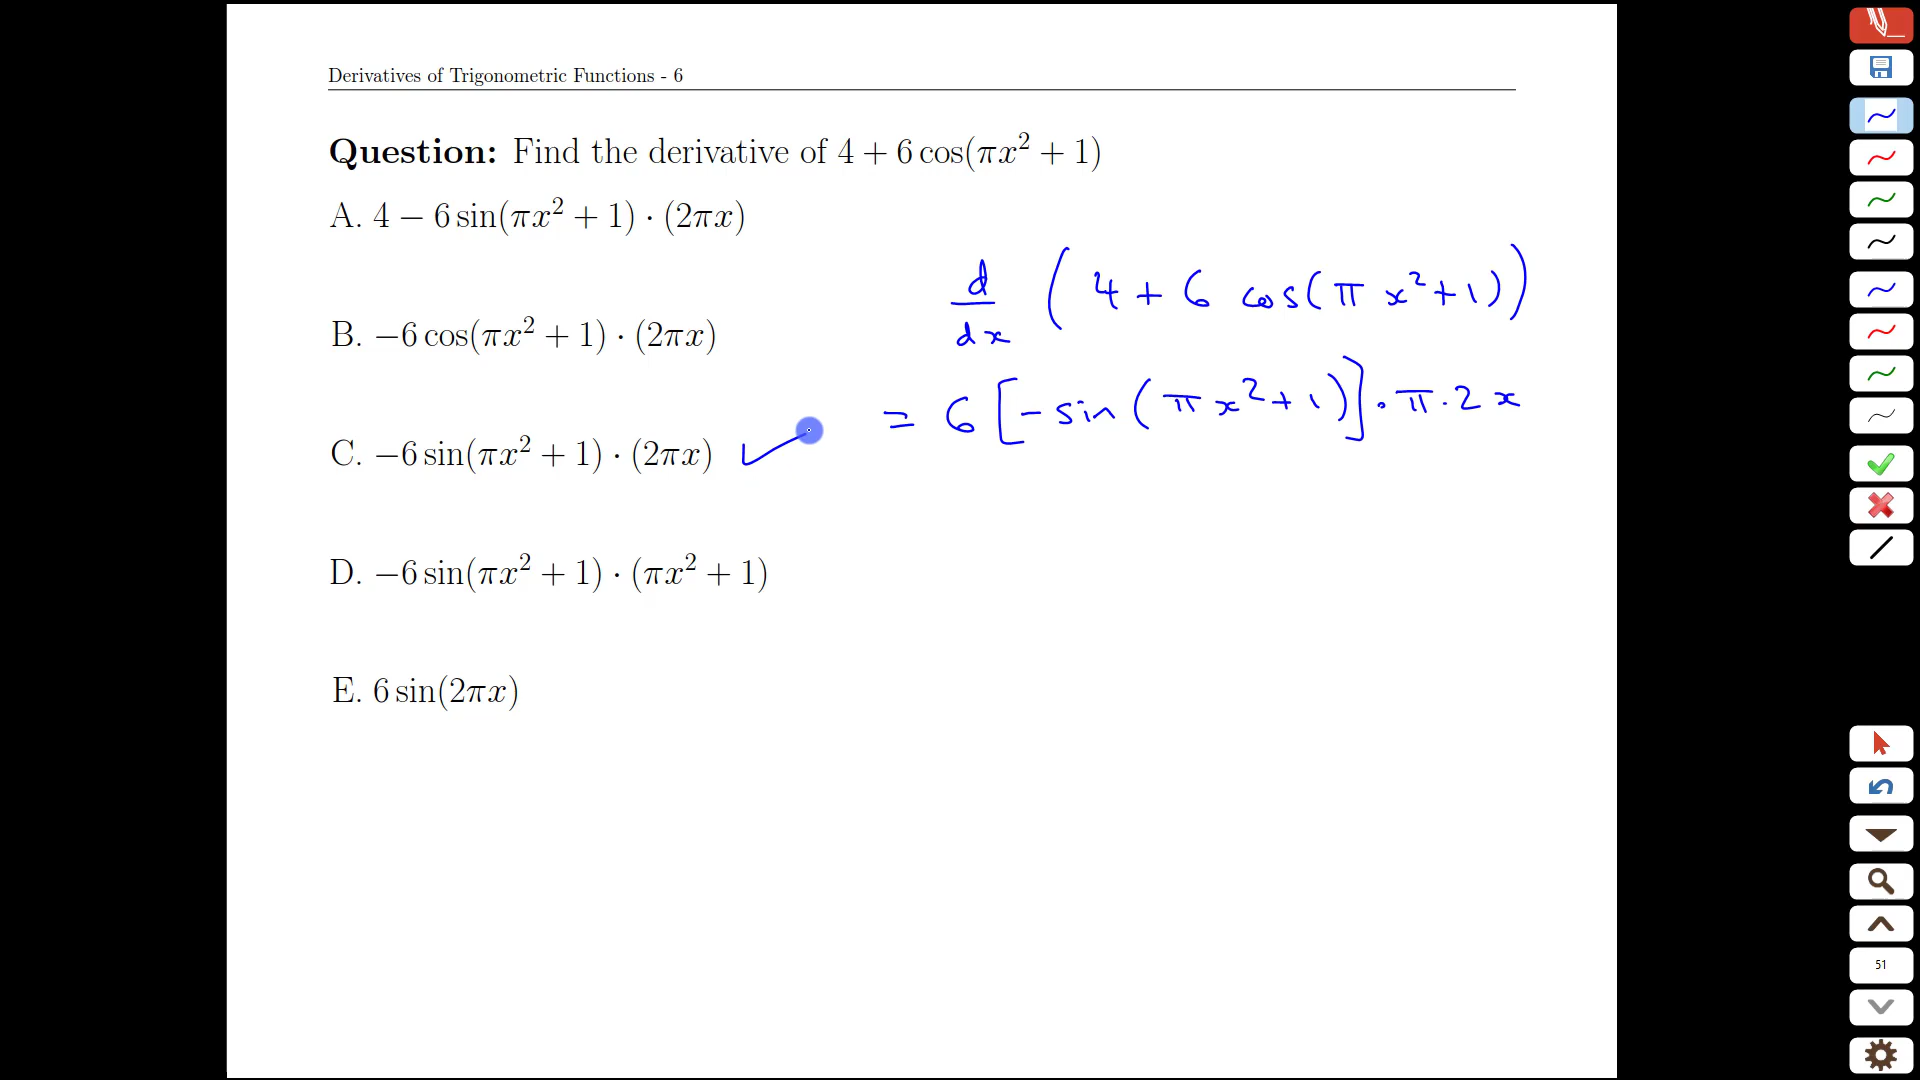 Derivatives of Trigonometric Functions - 6
Question: Find the derivative of 4 + 6 cos(πx² + 1)
A. 4 − 6 sin(πx² + 1) · (2πx)
d/dx (4 + 6 cos(π x² + 1))
B. −6 cos(πx² + 1) · (2πx)
= 6 [− sin (π x² + 1)] · π · 2 x
C. −6 sin(πx² + 1) · (2πx)
D. −6 sin(πx² + 1) · (πx² + 1)
E. 6 sin(2πx)
51